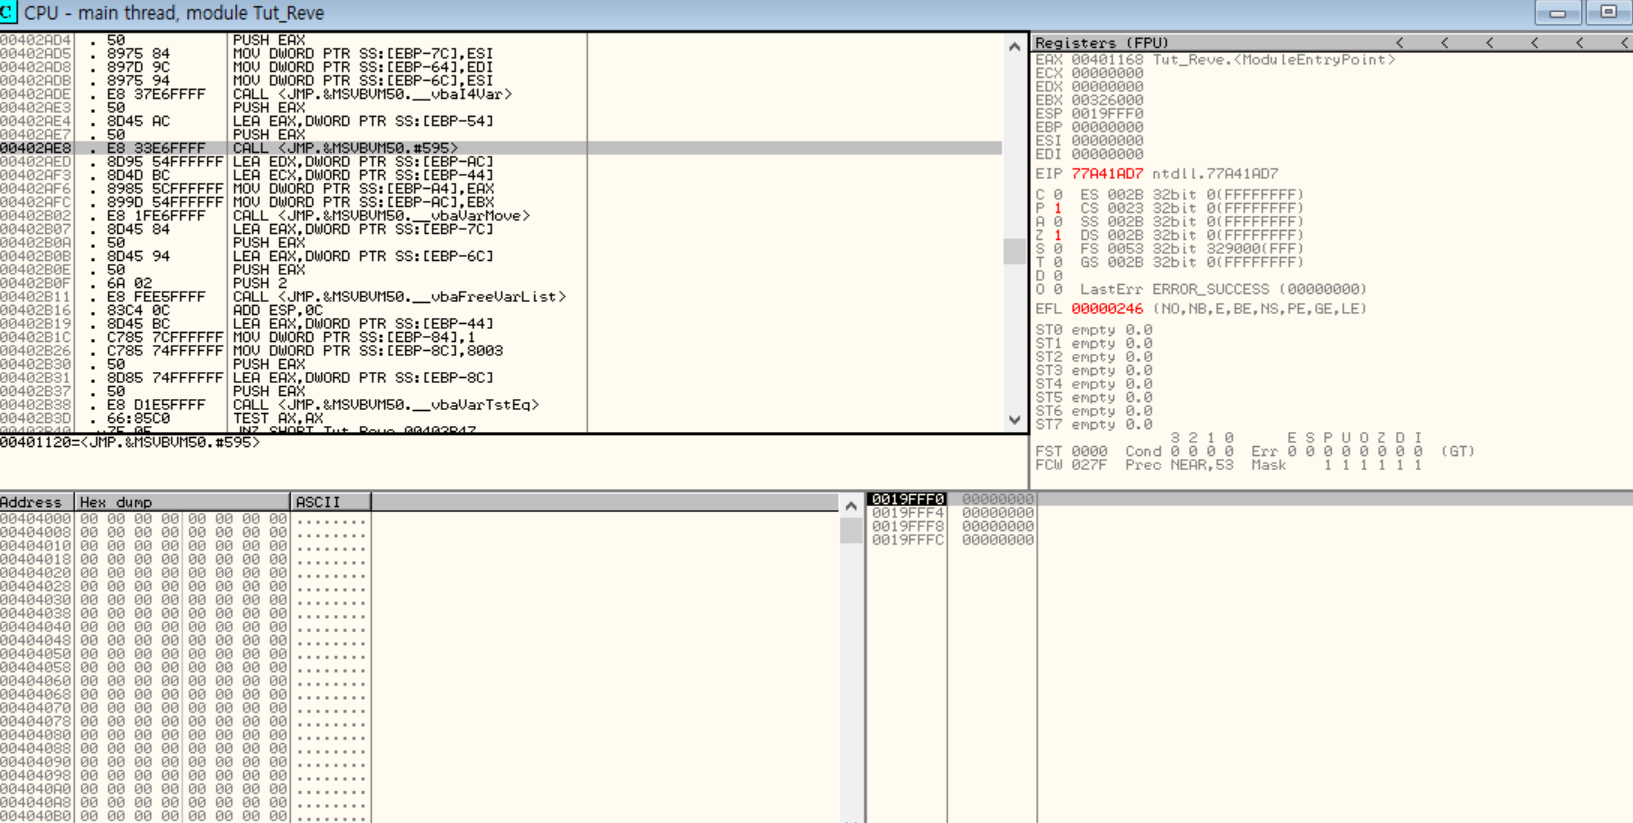 C CPU - main thread, module Tut_Reve
00402AD4 . 50 PUSH EAX
00402AD5 . 8975 84 MOV DWORD PTR SS:[EBP-7C],ESI
00402AD8 . 897D 9C MOV DWORD PTR SS:[EBP-64],EDI
00402ADB . 8975 94 MOV DWORD PTR SS:[EBP-6C],ESI
00402ADE . E8 37E6FFFF CALL <JMP.&MSVBVM50.__vbaI4Var>
00402AE3 . 50 PUSH EAX
00402AE4 . 8D45 AC LEA EAX,DWORD PTR SS:[EBP-54]
00402AE7 . 50 PUSH EAX
00402AE8 . E8 33E6FFFF CALL <JMP.&MSVBVM50.#595>
00402AED . 8D95 54FFFFFF LEA EDX,DWORD PTR SS:[EBP-AC]
00402AF3 . 8D4D BC LEA ECX,DWORD PTR SS:[EBP-44]
00402AF6 . 8985 5CFFFFFF MOV DWORD PTR SS:[EBP-A4],EAX
00402AFC . 899D 54FFFFFF MOV DWORD PTR SS:[EBP-AC],EBX
00402B02 . E8 1FE6FFFF CALL <JMP.&MSVBVM50.__vbaVarMove>
00402B07 . 8D45 84 LEA EAX,DWORD PTR SS:[EBP-7C]
00402B0A . 50 PUSH EAX
00402B0B . 8D45 94 LEA EAX,DWORD PTR SS:[EBP-6C]
00402B0E . 50 PUSH EAX
00402B0F . 6A 02 PUSH 2
00402B11 . E8 FEE5FFFF CALL <JMP.&MSVBVM50.__vbaFreeVarList>
00402B16 . 83C4 0C ADD ESP,0C
00402B19 . 8D45 BC LEA EAX,DWORD PTR SS:[EBP-44]
00402B1C . C785 7CFFFFFF MOV DWORD PTR SS:[EBP-84],1
00402B26 . C785 74FFFFFF MOV DWORD PTR SS:[EBP-8C],8003
00402B30 . 50 PUSH EAX
00402B31 . 8D85 74FFFFFF LEA EAX,DWORD PTR SS:[EBP-8C]
00402B37 . 50 PUSH EAX
00402B38 . E8 D1E5FFFF CALL <JMP.&MSVBVM50.__vbaVarTstEq>
00402B3D . 66:85C0 TEST AX,AX
00401120=<JMP.&MSVBVM50.#595>
Registers (FPU) < < < < < <
EAX 00401168 Tut_Reve.<ModuleEntryPoint>
ECX 00000000
EDX 00000000
EBX 00326000
ESP 0019FFF0
EBP 00000000
ESI 00000000
EDI 00000000
EIP 77A41AD7 ntdll.77A41AD7
C 0 ES 002B 32bit 0(FFFFFFFF)
P 1 CS 0023 32bit 0(FFFFFFFF)
A 0 SS 002B 32bit 0(FFFFFFFF)
Z 1 DS 002B 32bit 0(FFFFFFFF)
S 0 FS 0053 32bit 329000(FFF)
T 0 GS 002B 32bit 0(FFFFFFFF)
D 0
O 0 LastErr ERROR_SUCCESS (00000000)
EFL 00000246 (NO,NB,E,BE,NS,PE,GE,LE)
ST0 empty 0.0
ST1 empty 0.0
ST2 empty 0.0
ST3 empty 0.0
ST4 empty 0.0
ST5 empty 0.0
ST6 empty 0.0
ST7 empty 0.0
3 2 1 0 E S P U O Z D I
FST 0000 Cond 0 0 0 0 Err 0 0 0 0 0 0 0 0 (GT)
FCW 027F Prec NEAR,53 Mask 1 1 1 1 1 1
Address Hex dump ASCII
00404000 00 00 00 00 00 00 00 00 ........
00404008 00 00 00 00 00 00 00 00 ........
00404010 00 00 00 00 00 00 00 00 ........
00404018 00 00 00 00 00 00 00 00 ........
00404020 00 00 00 00 00 00 00 00 ........
00404028 00 00 00 00 00 00 00 00 ........
00404030 00 00 00 00 00 00 00 00 ........
00404038 00 00 00 00 00 00 00 00 ........
00404040 00 00 00 00 00 00 00 00 ........
00404048 00 00 00 00 00 00 00 00 ........
00404050 00 00 00 00 00 00 00 00 ........
00404058 00 00 00 00 00 00 00 00 ........
00404060 00 00 00 00 00 00 00 00 ........
00404068 00 00 00 00 00 00 00 00 ........
00404070 00 00 00 00 00 00 00 00 ........
00404078 00 00 00 00 00 00 00 00 ........
00404080 00 00 00 00 00 00 00 00 ........
00404088 00 00 00 00 00 00 00 00 ........
00404090 00 00 00 00 00 00 00 00 ........
00404098 00 00 00 00 00 00 00 00 ........
004040A0 00 00 00 00 00 00 00 00 ........
004040A8 00 00 00 00 00 00 00 00 ........
004040B0 00 00 00 00 00 00 00 00 ........
0019FFF0 00000000
0019FFF4 00000000
0019FFF8 00000000
0019FFFC 00000000